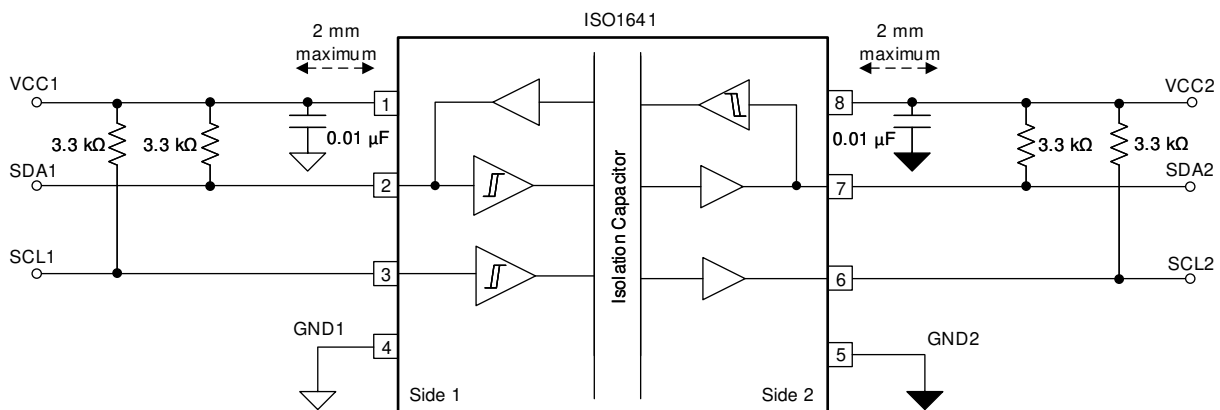 ISO1641
2 mm
maximum
2 mm
maximum
VCC1
1
8
VCC2
3.3 kΩ
3.3 kΩ
0.01 µF
0.01 µF
3.3 kΩ
3.3 kΩ
SDA1
2
7
SDA2
Isolation Capacitor
SCL1
3
6
SCL2
GND1
4
5
GND2
Side 1
Side 2